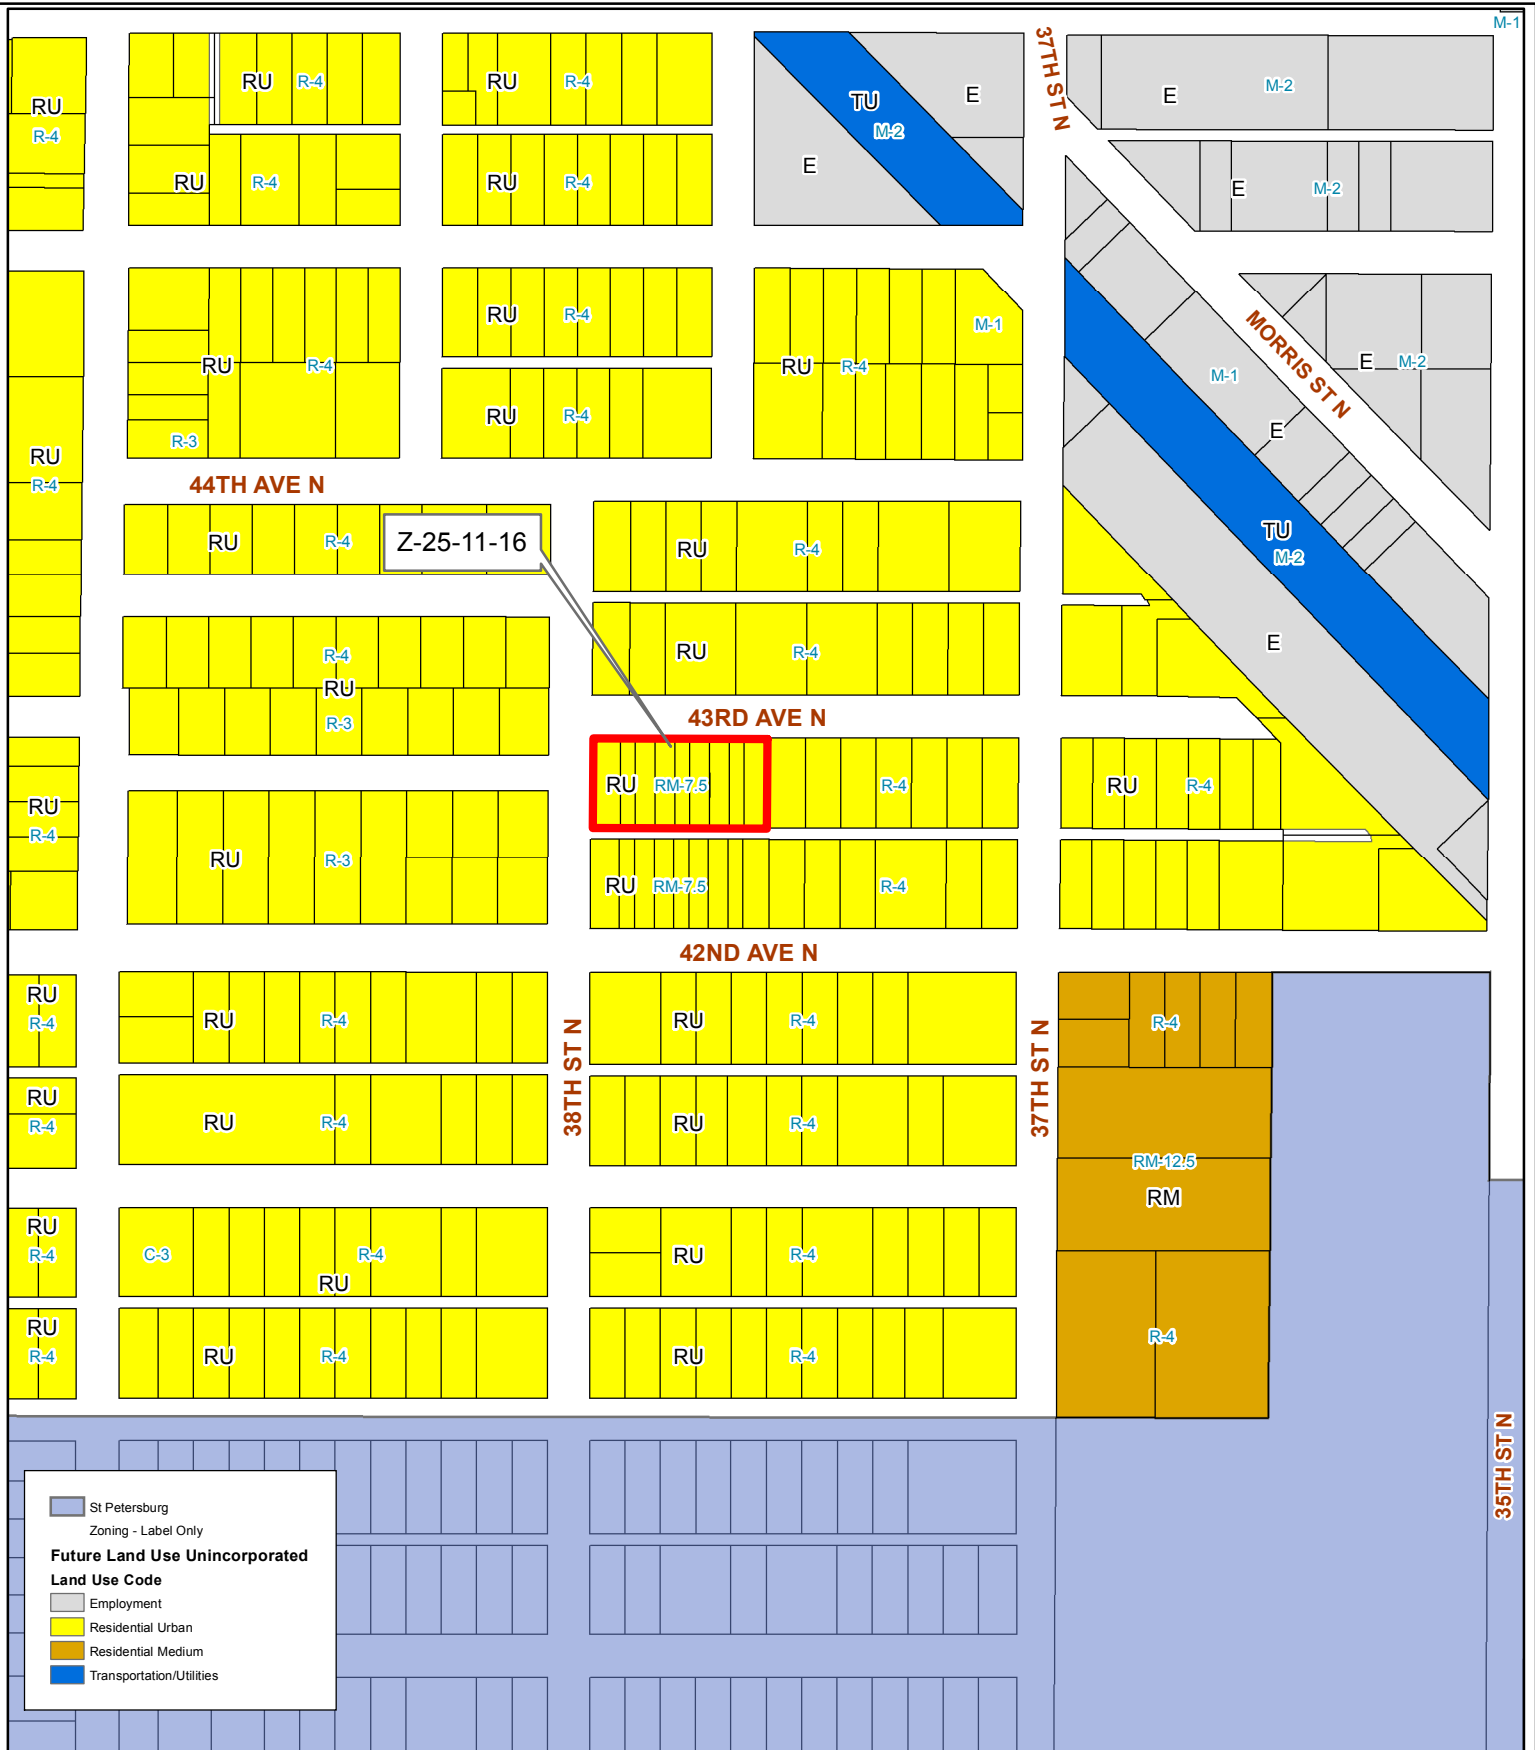 M-1
RU
R-4
RU
R-4
RU
R-4
TU
M-2
E
E
37TH ST N
E
M-2
RU
R-4
RU
R-4
E
M-2
RU
R-4
RU
R-4
RU
R-4
M-1
MORRIS ST N
E
M-2
M-1
E
R-3
RU
R-4
RU
R-4
44TH AVE N
RU
R-4
Z-25-11-16
RU
R-4
TU
M-2
R-4
RU
R-3
RU
R-4
E
43RD AVE N
RU
R-4
RU
RM-7.5
R-4
RU
R-4
RU
R-3
RU
RM-7.5
R-4
42ND AVE N
RU
R-4
RU
R-4
RU
R-4
R-4
38TH ST N
37TH ST N
RU
R-4
RU
R-4
RU
R-4
RM-12.5
RM
RU
R-4
C-3
R-4
RU
RU
R-4
RU
R-4
RU
R-4
RU
R-4
R-4
35TH ST N
St Petersburg
Zoning - Label Only
Future Land Use Unincorporated
Land Use Code
Employment
Residential Urban
Residential Medium
Transportation/Utilities